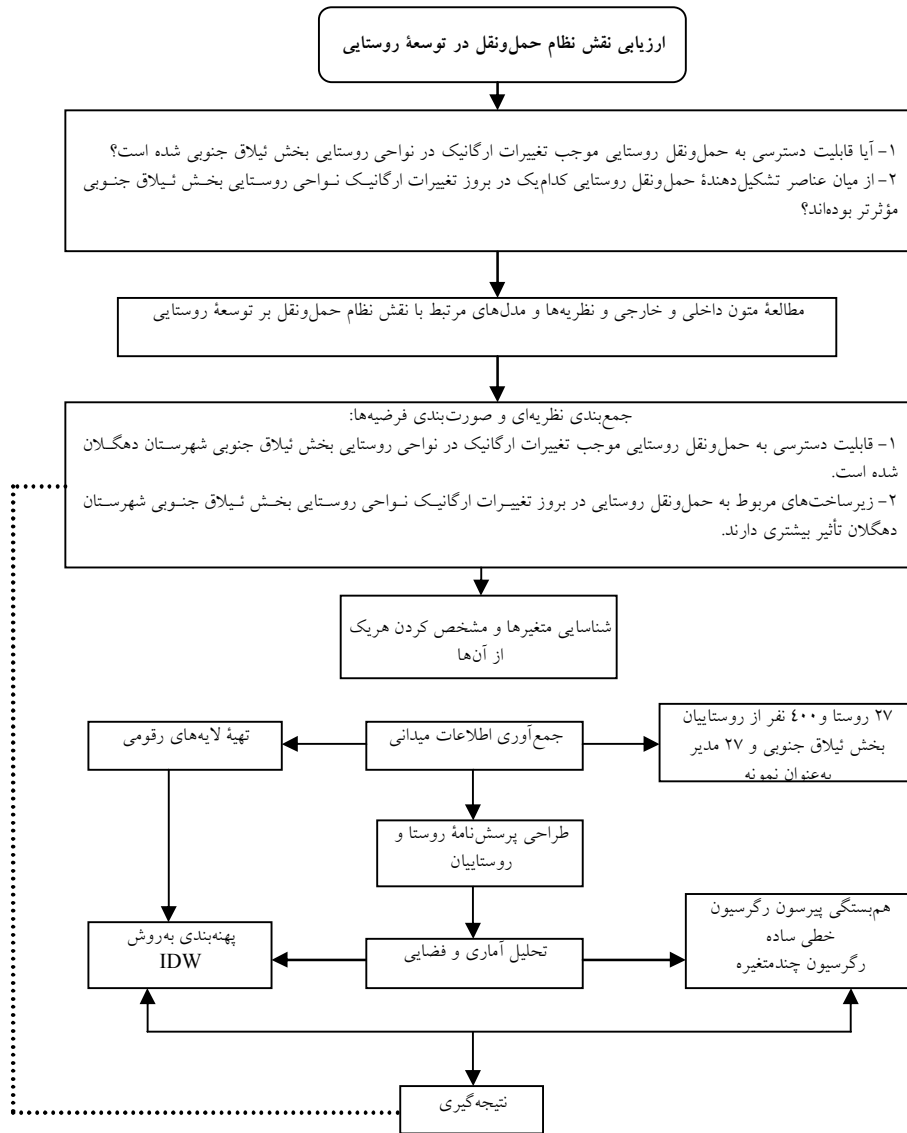 ارزیابی نقش نظام حمل‌ونقل در توسعهٔ روستایی
۱- آیا قابلیت دسترسی به حمل‌ونقل روستایی موجب تغییرات ارگانیک در نواحی روستایی بخش ئیلاق جنوبی شده است؟
۲- از میان عناصر تشکیل‌دهندهٔ حمل‌ونقل روستایی کدام‌یک در بروز تغییرات ارگانیک نواحی روستایی بخش ئیلاق جنوبی
مؤثرتر بوده‌اند؟
مطالعهٔ متون داخلی و خارجی و نظریه‌ها و مدل‌های مرتبط با نقش نظام حمل‌ونقل بر توسعهٔ روستایی
جمع‌بندی نظریه‌ای و صورت‌بندی فرضیه‌ها:
۱- قابلیت دسترسی به حمل‌ونقل روستایی موجب تغییرات ارگانیک در نواحی روستایی بخش ئیلاق جنوبی شهرستان دهگلان
شده است.
۲- زیرساخت‌های مربوط به حمل‌ونقل روستایی در بروز تغییرات ارگانیک نواحی روستایی بخش ئیلاق جنوبی شهرستان
دهگلان تأثیر بیشتری دارند.
شناسایی متغیرها و مشخص کردن هریک
از آن‌ها
۲۷ روستا و ۴۰۰ نفر از روستاییان
بخش ئیلاق جنوبی و ۲۷ مدیر
به‌عنوان نمونه
جمع‌آوری اطلاعات میدانی
تهیهٔ لایه‌های رقومی
طراحی پرسش‌نامهٔ روستا و
روستاییان
هم‌بستگی پیرسون رگرسیون
خطی ساده
رگرسیون چندمتغیره
تحلیل آماری و فضایی
پهنه‌بندی به‌روش
IDW
نتیجه‌گیری